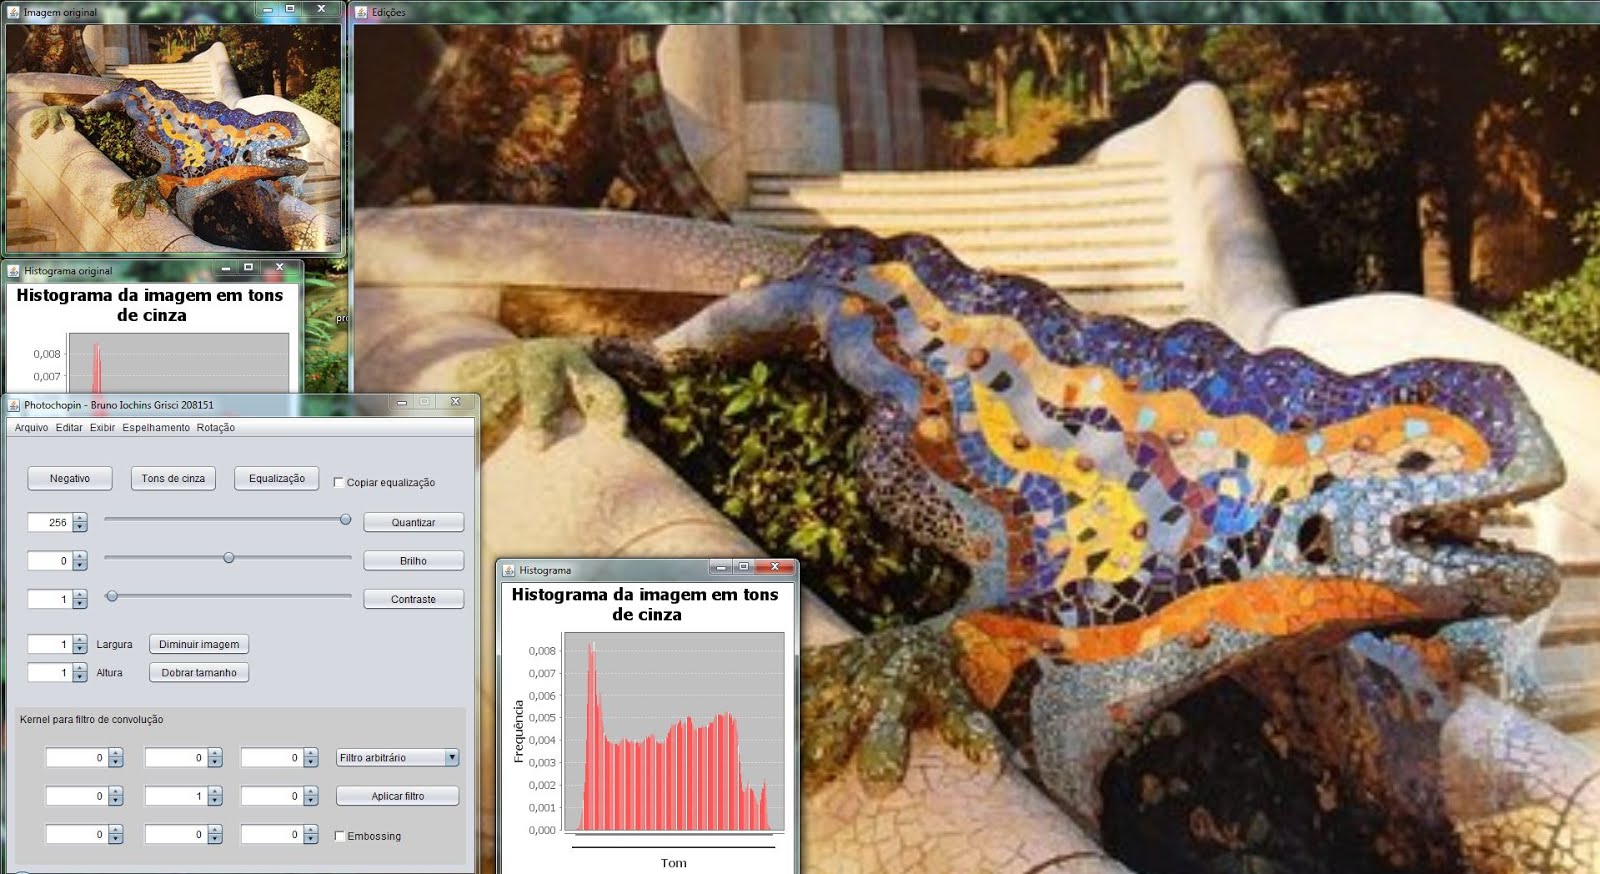 Imagem original
Edições
Histograma original
Histograma da imagem em tons
de cinza
0,008
0,007
Photochopin - Bruno Iochins Grisci 208151
Arquivo Editar Exibir Espelhamento Rotação
Negativo Tons de cinza Equalização Copiar equalização
256 Quantizar
0 Brilho
1 Contraste
1 Largura Diminuir imagem
1 Altura Dobrar tamanho
Kernel para filtro de convolução
0 0 0 Filtro arbitrário
0 1 0 Aplicar filtro
0 0 0 Embossing
Histograma
Histograma da imagem em tons
de cinza
Frequência
0,008
0,007
0,006
0,005
0,004
0,003
0,002
0,001
0,000
Tom